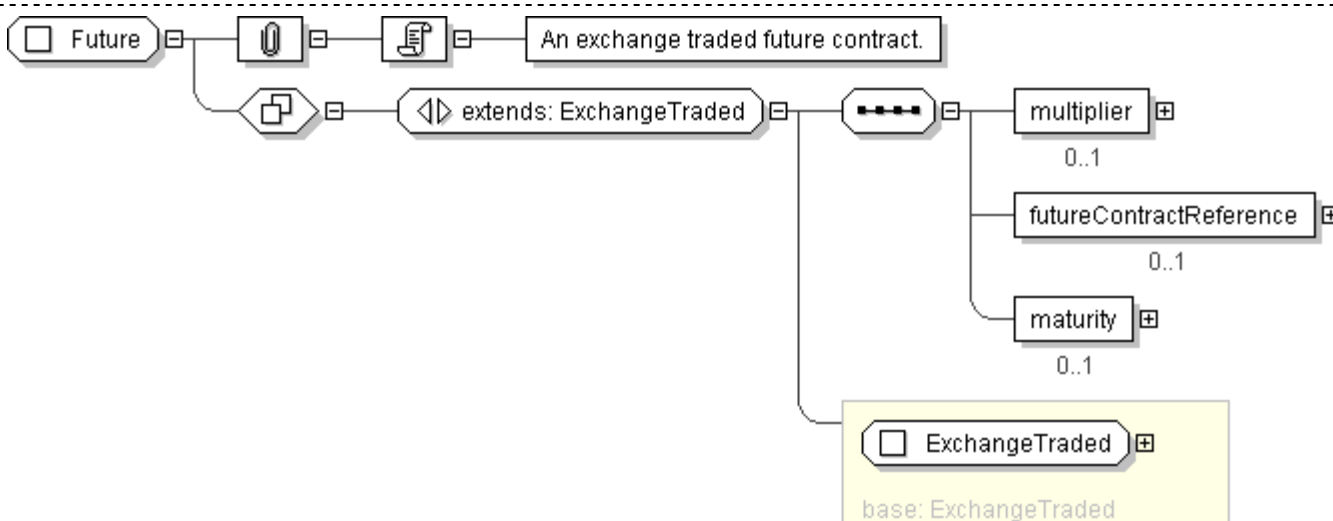 Future
An exchange traded future contract.
extends: ExchangeTraded
multiplier
0..1
futureContractReference
0..1
maturity
0..1
ExchangeTraded
base: ExchangeTraded